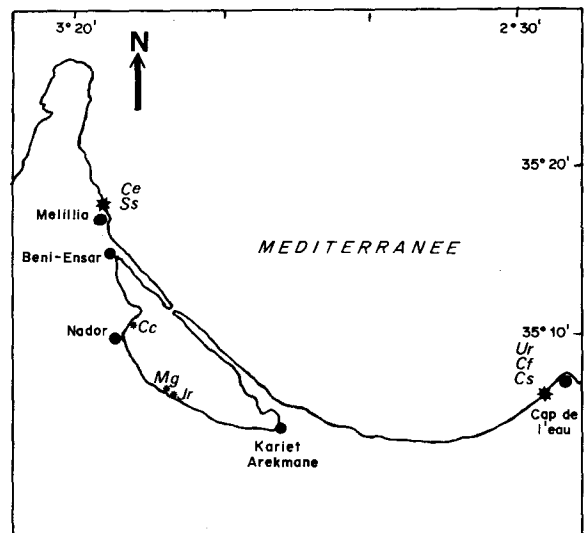 3°20'
2°30'
N
35°20'
Ce
Ss
Melillia
MEDITERRANEE
Beni-Ensar
35°10'
Nador
Cc
Ur
Cf
Cs
Mg
Jr
Cap de
l'eau
Kariet
Arekmane